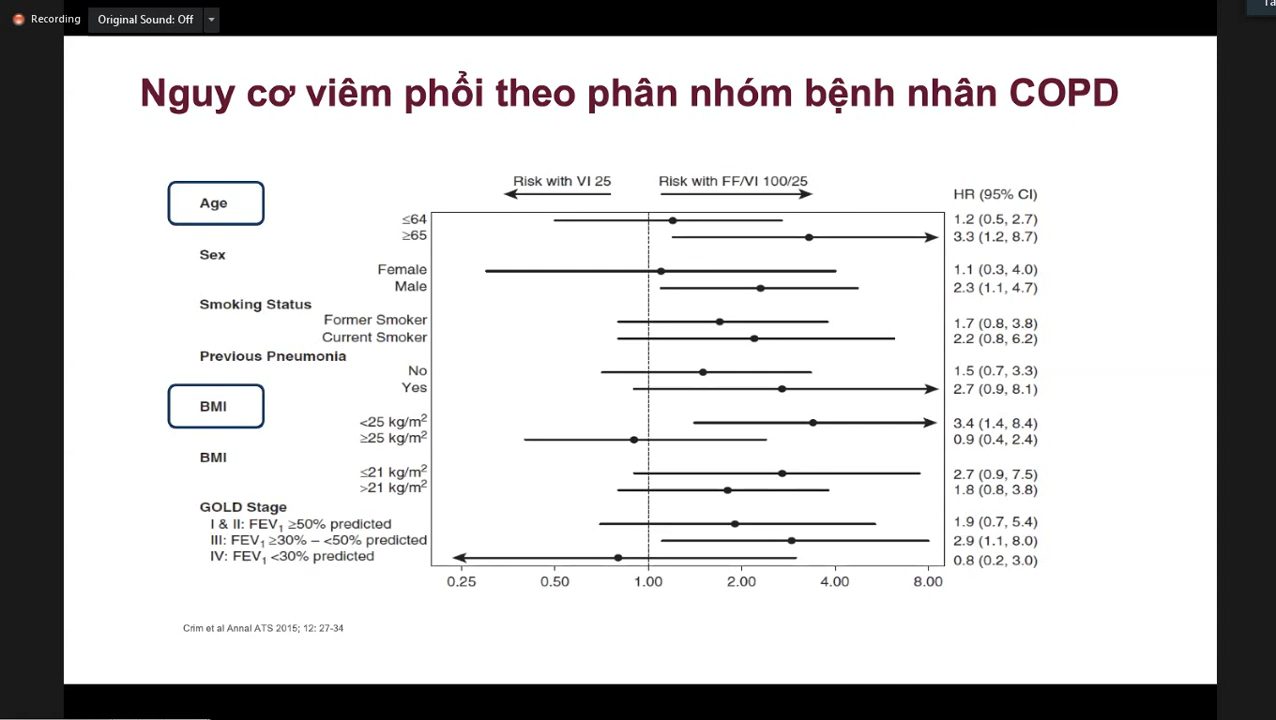 Recording
Original Sound: Off
Ta
Nguy cơ viêm phổi theo phân nhóm bệnh nhân COPD
Risk with VI 25 Risk with FF/VI 100/25
HR (95% CI)
Age
≤64 1.2 (0.5, 2.7)
≥65 3.3 (1.2, 8.7)
Sex
Female 1.1 (0.3, 4.0)
Male 2.3 (1.1, 4.7)
Smoking Status
Former Smoker 1.7 (0.8, 3.8)
Current Smoker 2.2 (0.8, 6.2)
Previous Pneumonia
No 1.5 (0.7, 3.3)
Yes 2.7 (0.9, 8.1)
BMI
<25 kg/m² 3.4 (1.4, 8.4)
≥25 kg/m² 0.9 (0.4, 2.4)
BMI
≤21 kg/m² 2.7 (0.9, 7.5)
>21 kg/m² 1.8 (0.8, 3.8)
GOLD Stage
I & II: FEV₁ ≥50% predicted 1.9 (0.7, 5.4)
III: FEV₁ ≥30% – <50% predicted 2.9 (1.1, 8.0)
IV: FEV₁ <30% predicted 0.8 (0.2, 3.0)
0.25 0.50 1.00 2.00 4.00 8.00
Crim et al Annal ATS 2015; 12: 27-34